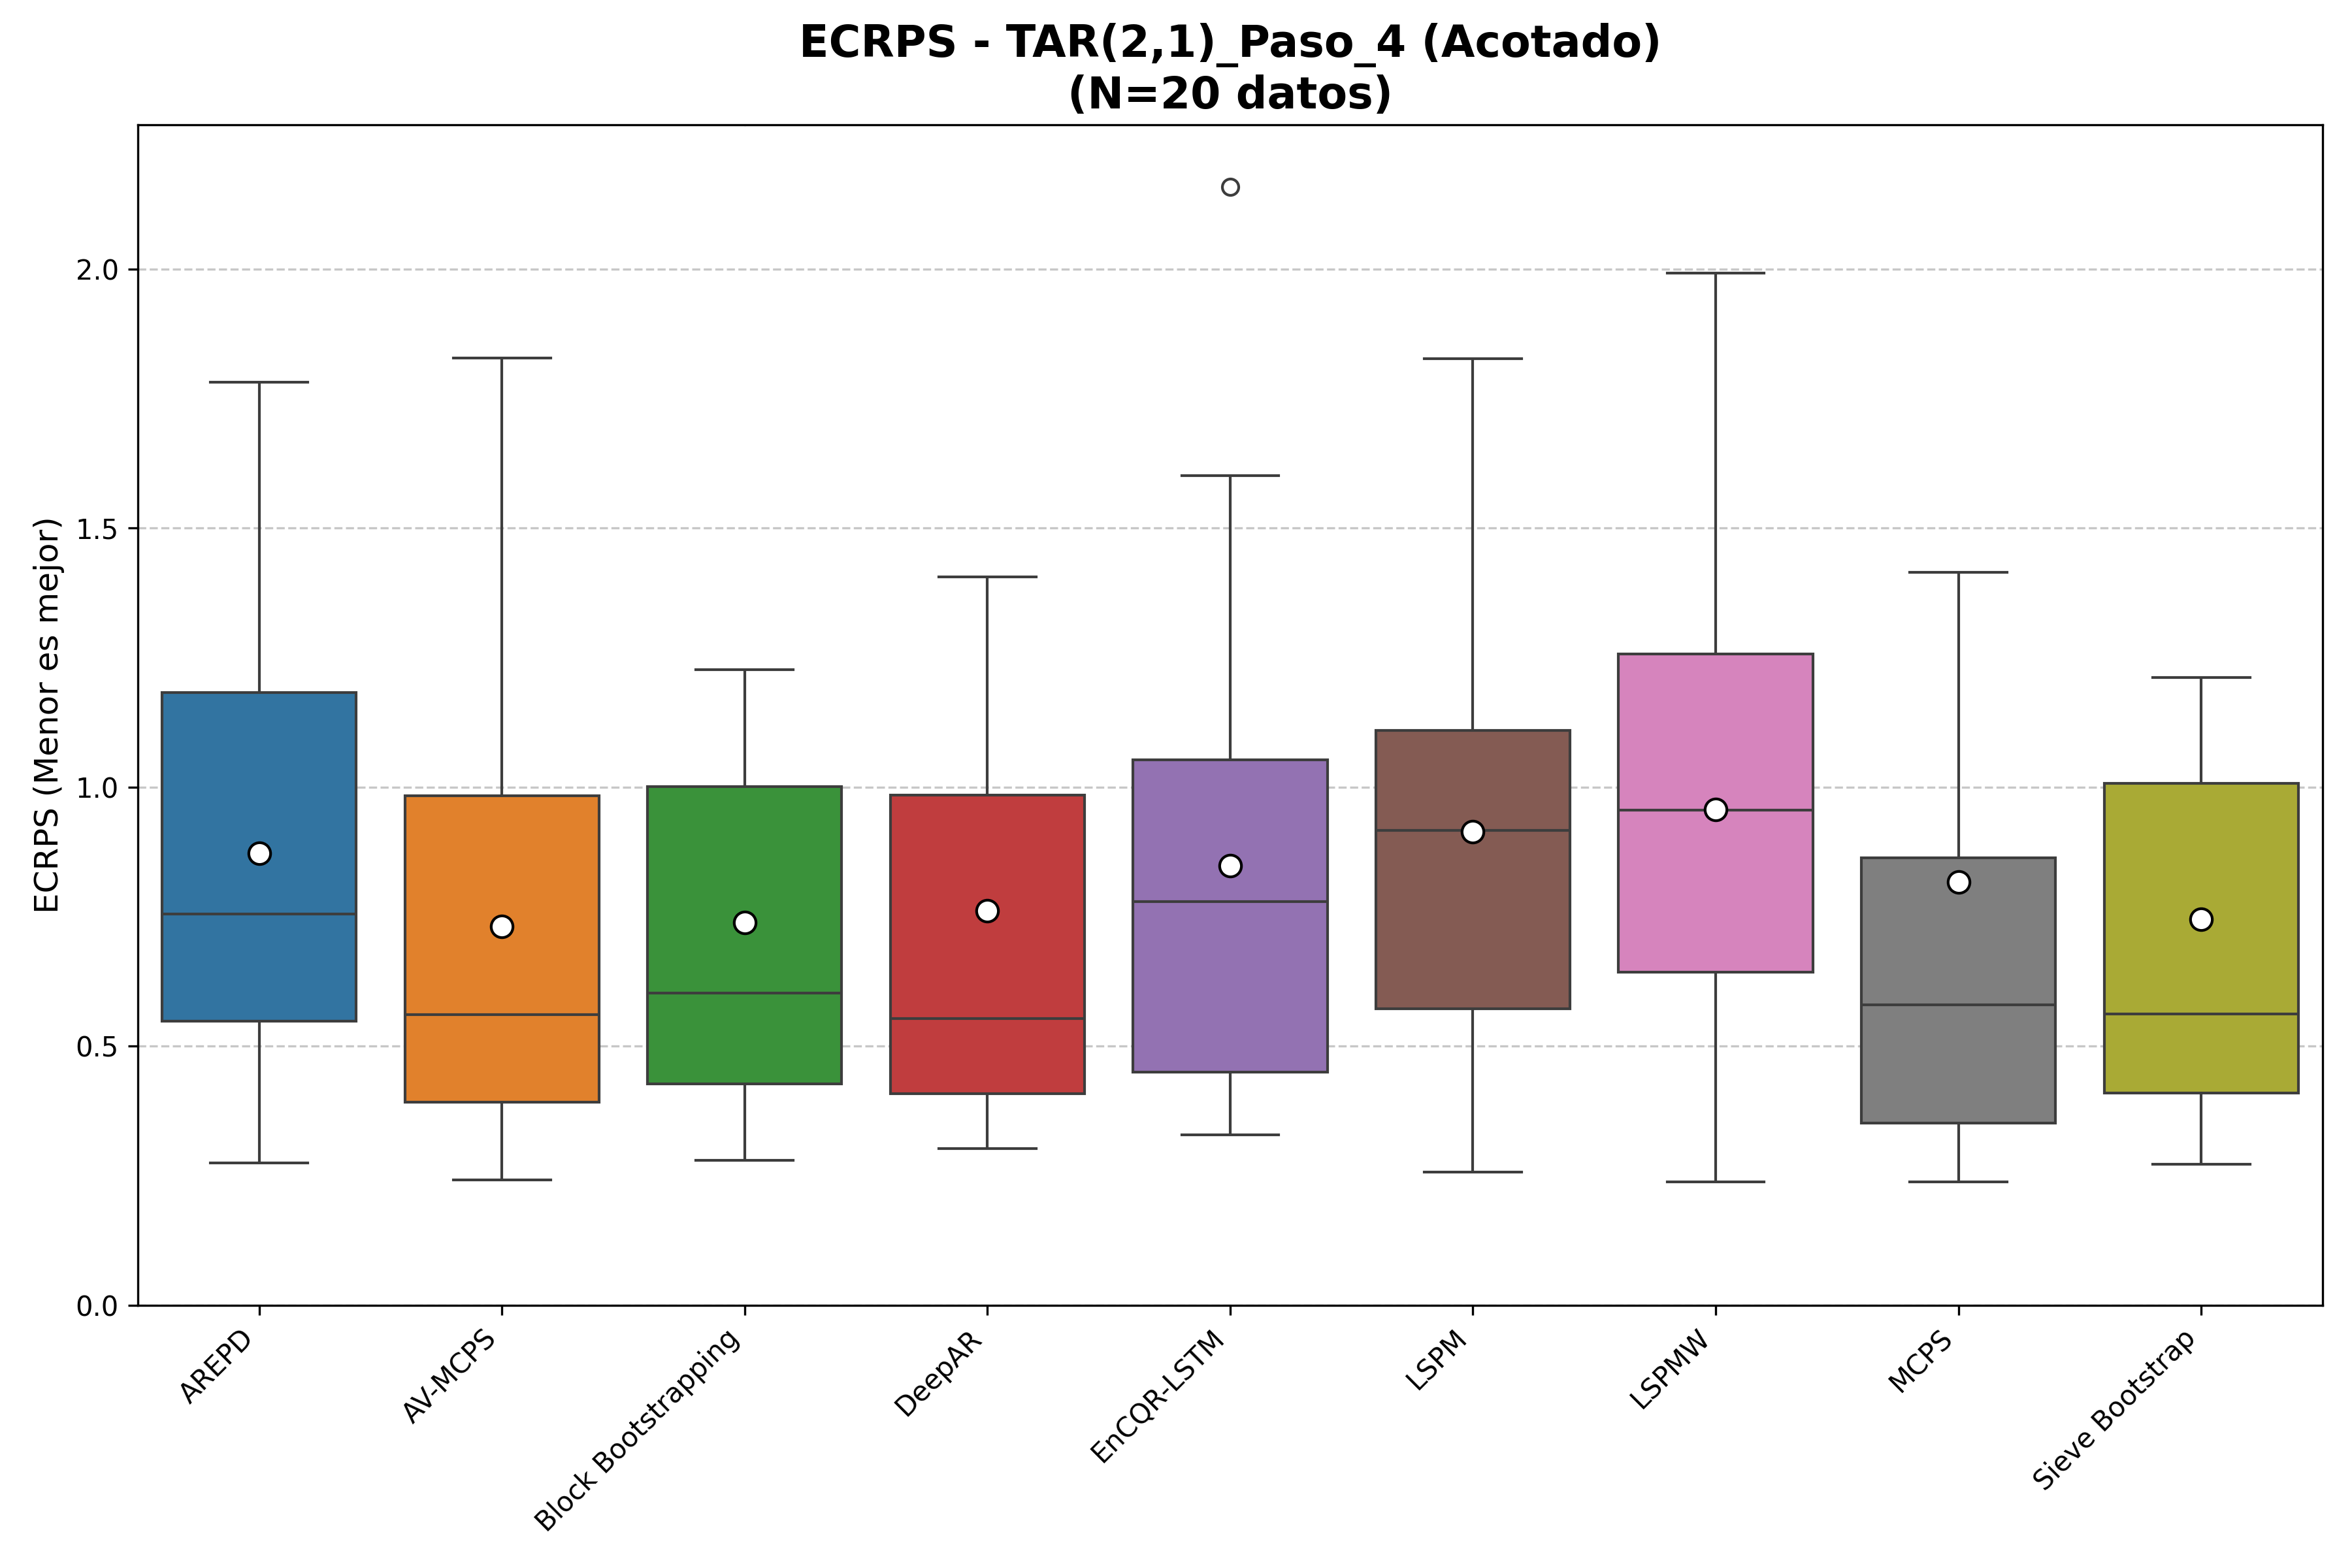 ECRPS - TAR(2,1)_Paso_4 (Acotado)
(N=20 datos)
ECRPS (Menor es mejor)
2.0
1.5
1.0
0.5
0.0
AREPD
AV-MCPS
Block Bootstrapping
DeepAR
EnCQR-LSTM
LSPM
LSPMW
MCPS
Sieve Bootstrap